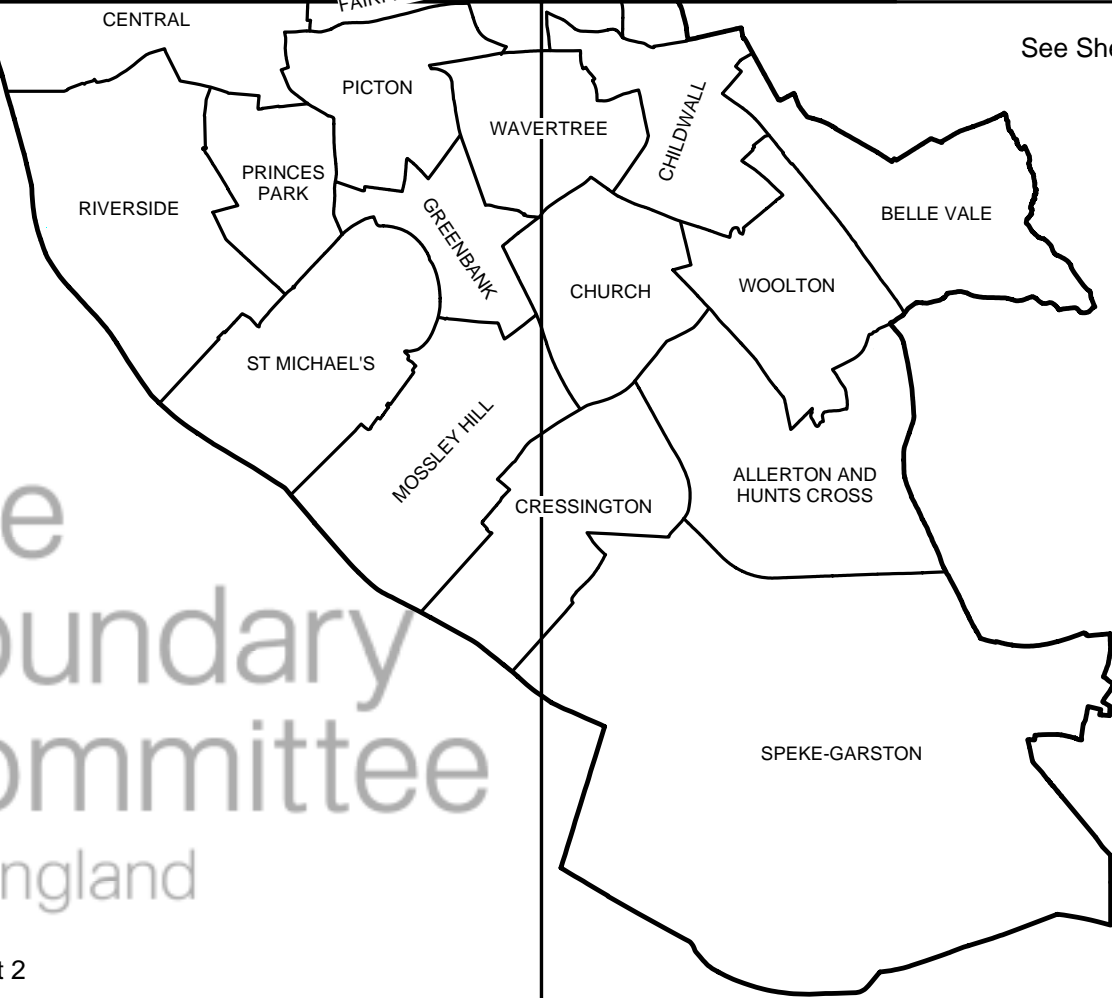 CENTRAL
See She
PICTON
WAVERTREE
CHILDWALL
PRINCES
PARK
RIVERSIDE
GREENBANK
BELLE VALE
CHURCH
WOOLTON
ST MICHAEL'S
MOSSLEY HILL
ALLERTON AND
HUNTS CROSS
CRESSINGTON
e
oundary
ommittee
ngland
SPEKE-GARSTON
t 2